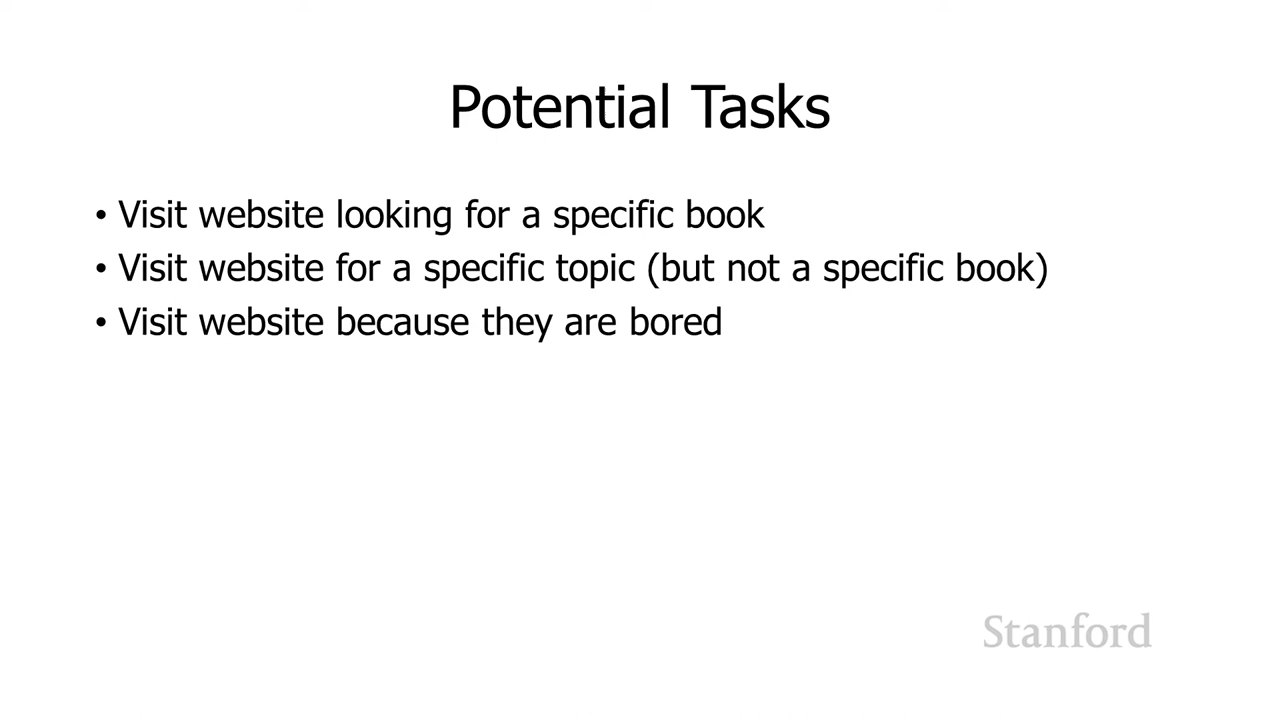 Potential Tasks
• Visit website looking for a specific book
• Visit website for a specific topic (but not a specific book)
• Visit website because they are bored
Stanford